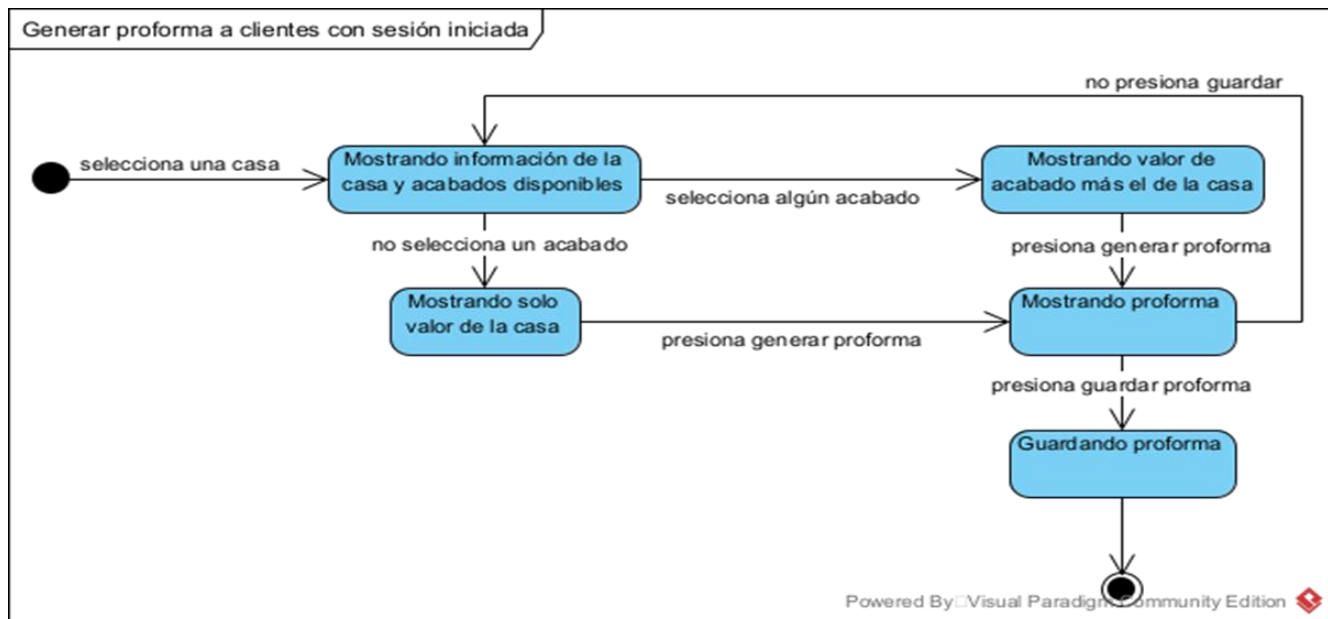 Generar proforma a clientes con sesión iniciada
no presiona guardar
selecciona una casa
Mostrando información de la
casa y acabados disponibles
selecciona algún acabado
Mostrando valor de
acabado más el de la casa
no selecciona un acabado
presiona generar proforma
Mostrando solo
valor de la casa
presiona generar proforma
Mostrando proforma
presiona guardar proforma
Guardando proforma
Powered By Visual Paradigm Community Edition